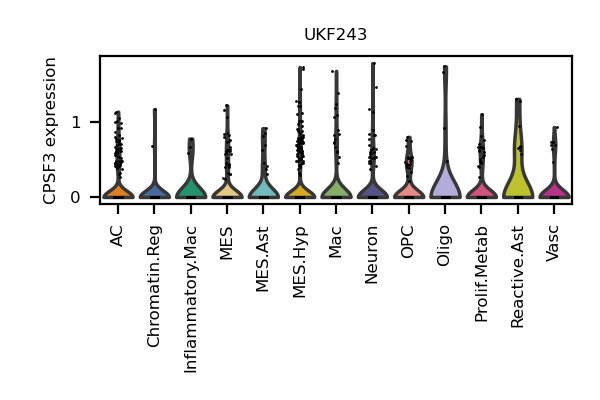 UKF243
CPSF3 expression
1
0
AC
Chromatin.Reg
Inflammatory.Mac
MES
MES.Ast
MES.Hyp
Mac
Neuron
OPC
Oligo
Prolif.Metab
Reactive.Ast
Vasc